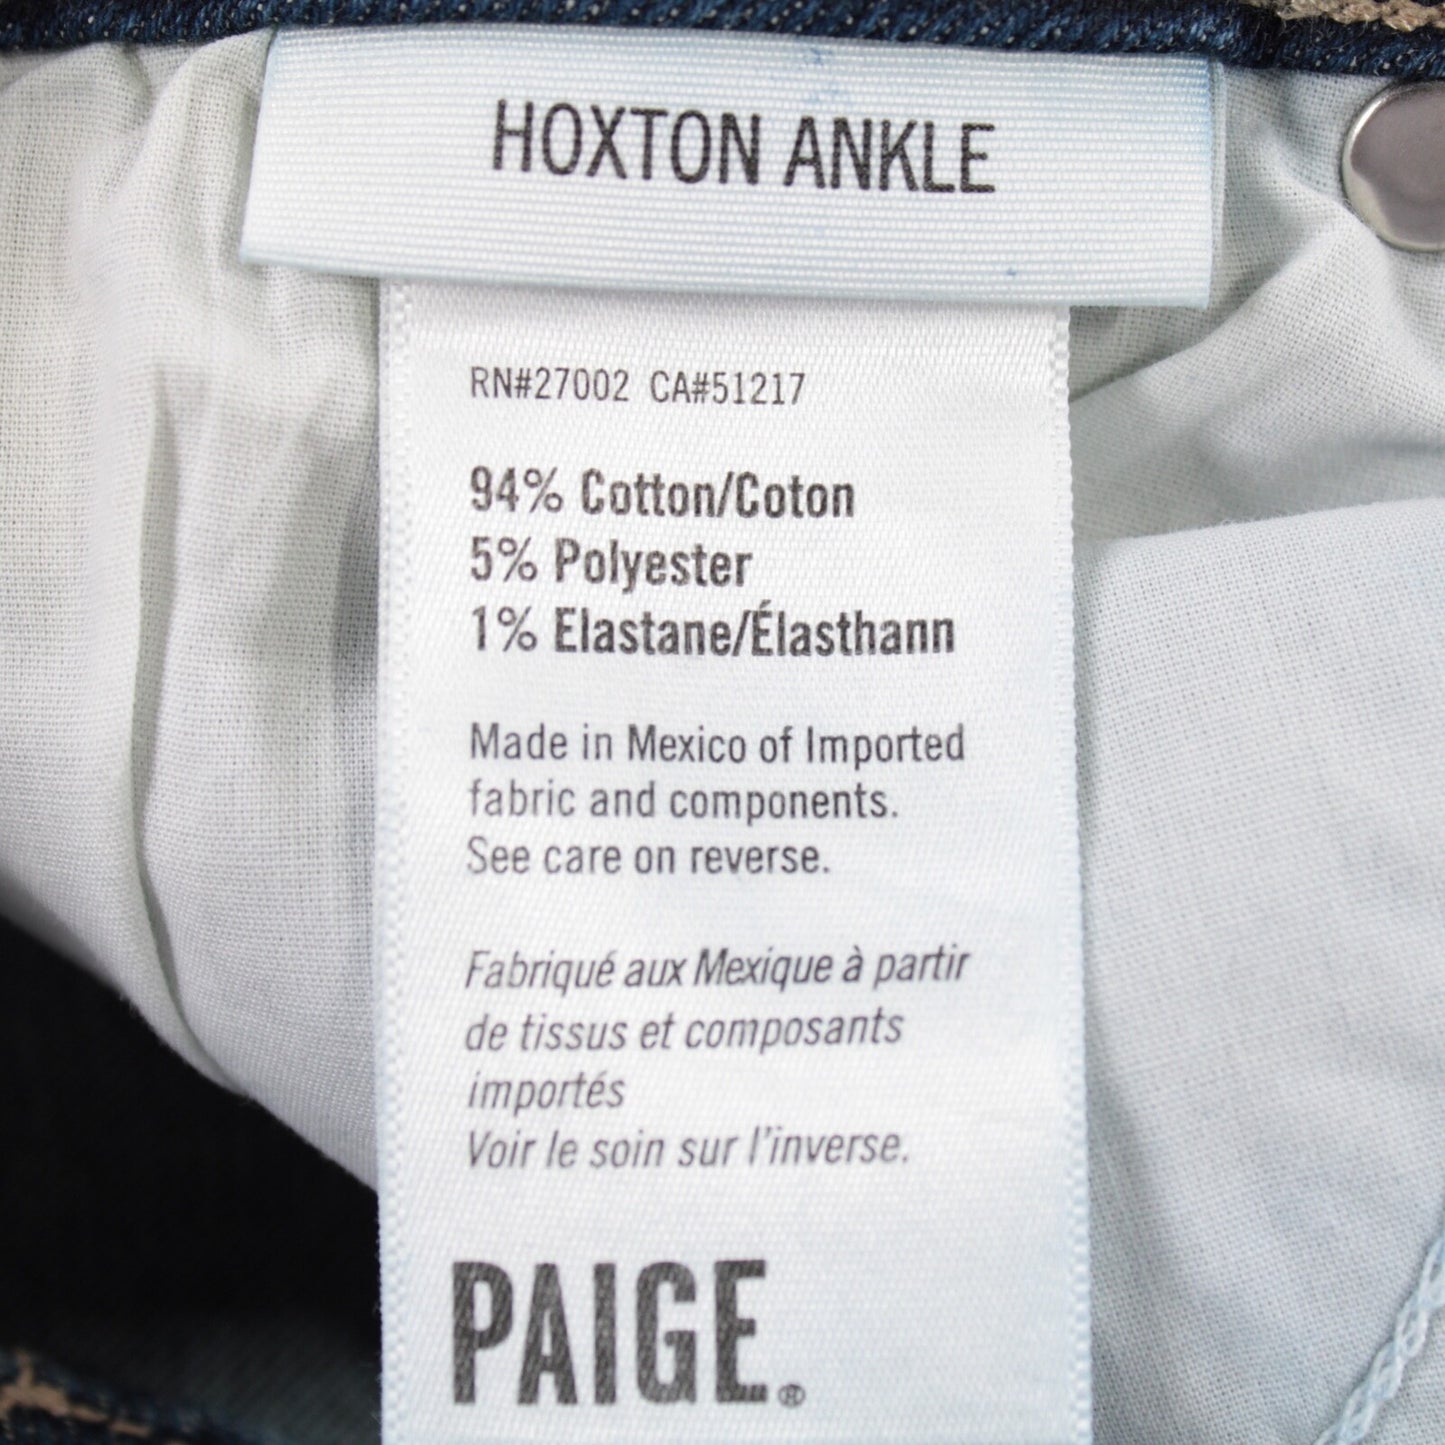 HOXTON ANKLE
RN#27002 CA#51217
94% Cotton/Coton
5% Polyester
1% Elastane/Élasthann
Made in Mexico of Imported
fabric and components.
See care on reverse.
Fabriqué aux Mexique à partir
de tissus et composants
importés
Voir le soin sur l'inverse.
PAIGE®